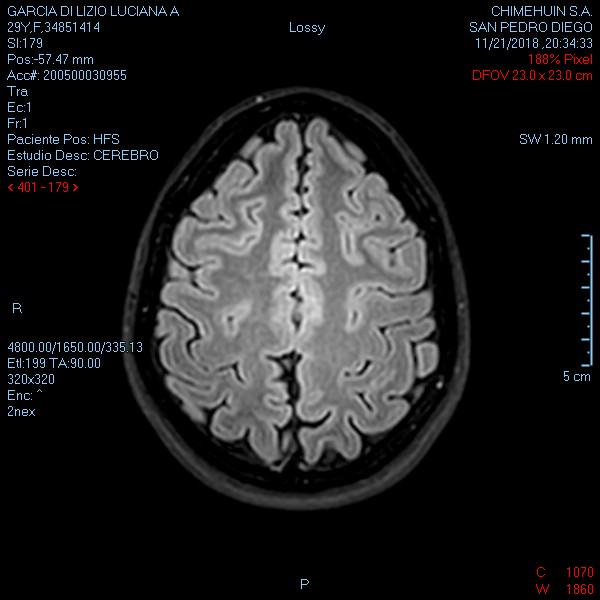 GARCIA DI LIZIO LUCIANA A
29Y,F,34851414
Sl:179
Pos:-57.47 mm
Acc#: 200500030955
Tra
Ec:1
Fr:1
Paciente Pos: HFS
Estudio Desc: CEREBRO
Serie Desc:
< 401 - 179 >
Lossy
CHIMEHUIN S.A.
SAN PEDRO DIEGO
11/21/2018 ,20:34:33
188% Pixel
DFOV 23.0 x 23.0 cm
SW 1.20 mm
R
4800.00/1650.00/335.13
Etl:199 TA:90.00
320x320
Enc: ^
2nex
5 cm
P
C 1070
W 1860